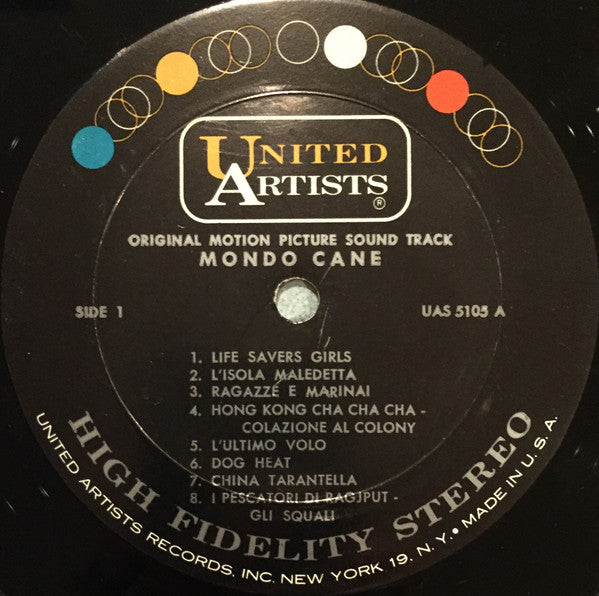 UNITED
ARTISTS
®
ORIGINAL MOTION PICTURE SOUND TRACK
MONDO CANE
SIDE 1
UAS 5105 A
1. LIFE SAVERS GIRLS
2. L'ISOLA MALEDETTA
3. RAGAZZE E MARINAI
4. HONG KONG CHA CHA CHA -
COLAZIONE AL COLONY
5. L'ULTIMO VOLO
6. DOG HEAT
7. CHINA TARANTELLA
8. I PESCATORI DI RAGJPUT -
GLI SQUALI
HIGH FIDELITY STEREO
UNITED ARTISTS RECORDS, INC. NEW YORK 19, N. Y. • MADE IN U. S. A.